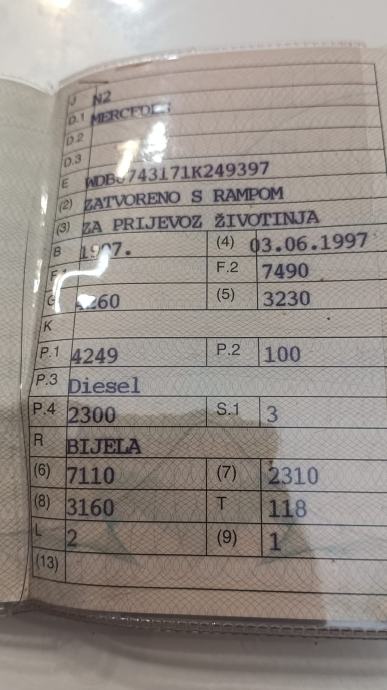 J N2
D.1 MERCEDES
D.2
D.3
E
(2) ZATVORENO S RAMPOM
(3) ZA PRIJEVOZ ŽIVOTINJA
B 1997. (4) 03.06.1997
F.2 7490
G (5) 3230
K
P.1 4249 P.2 100
P.3 Diesel
P.4 2300 S.1 3
R BIJELA
(6) 7110 (7) 2310
(8) 3160 T 118
L 2 (9) 1
(13)